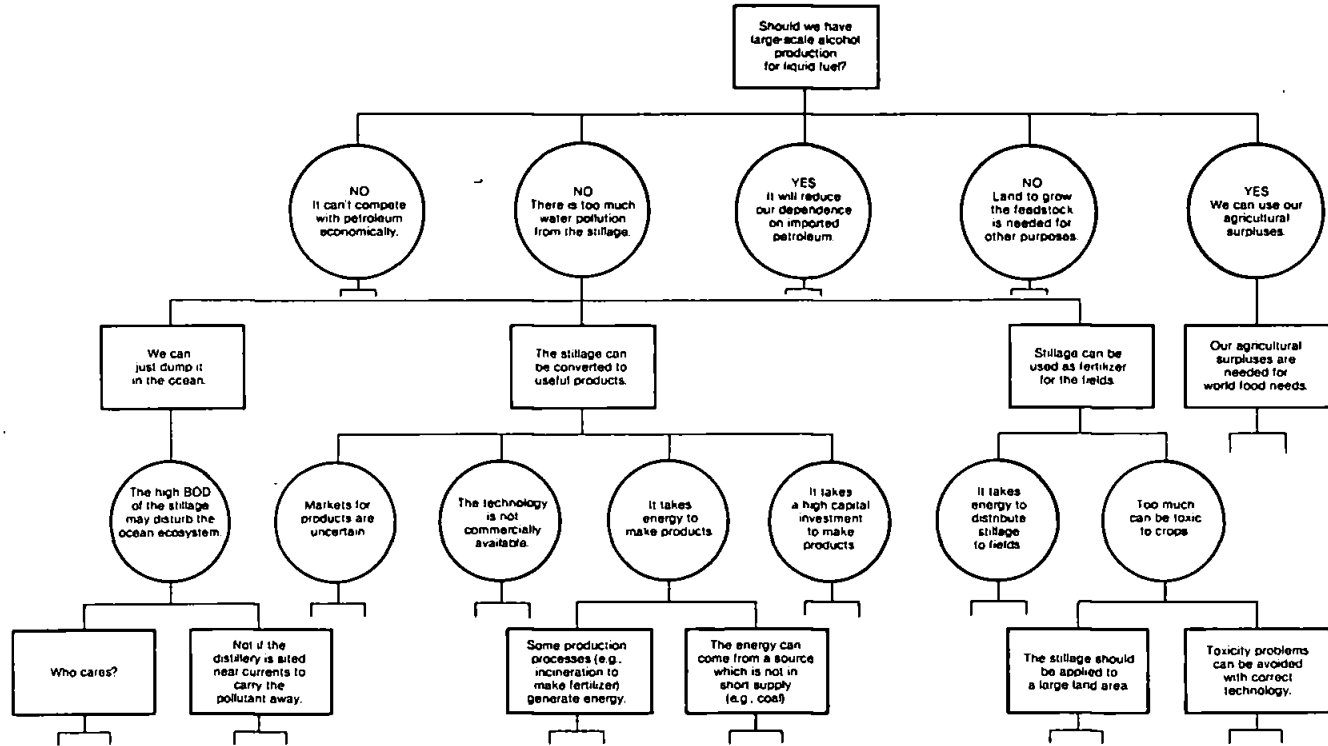 Should we have
large-scale alcohol
production
for liquid fuel?
NO
It can't compete
with petroleum
economically.
NO
There is too much
water pollution
from the stillage.
YES
It will reduce
our dependence
on imported
petroleum.
NO
Land to grow
the feedstock
is needed for
other purposes.
YES
We can use our
agricultural
surpluses.
We can
just dump it
in the ocean.
The stillage can
be converted to
useful products.
Stillage can be
used as fertilizer
for the fields.
Our agricultural
surpluses are
needed for
world food needs.
The high BOD
of the stillage
may disturb the
ocean ecosystem.
Markets for
products are
uncertain
The technology
is not
commercially
available.
It takes
energy to
make products
It takes
a high capital
investment
to make
products
It takes
energy to
distribute
stillage
to fields
Too much
can be toxic
to crops
Who cares?
Not if the
distillery is sited
near currents to
carry the
pollutant away.
Some production
processes (e.g.,
incineration to
make fertilizer)
generate energy.
The energy can
come from a source
which is not in
short supply
(e.g., coal)
The stillage should
be applied to
a large land area
Toxicity problems
can be avoided
with correct
technology.